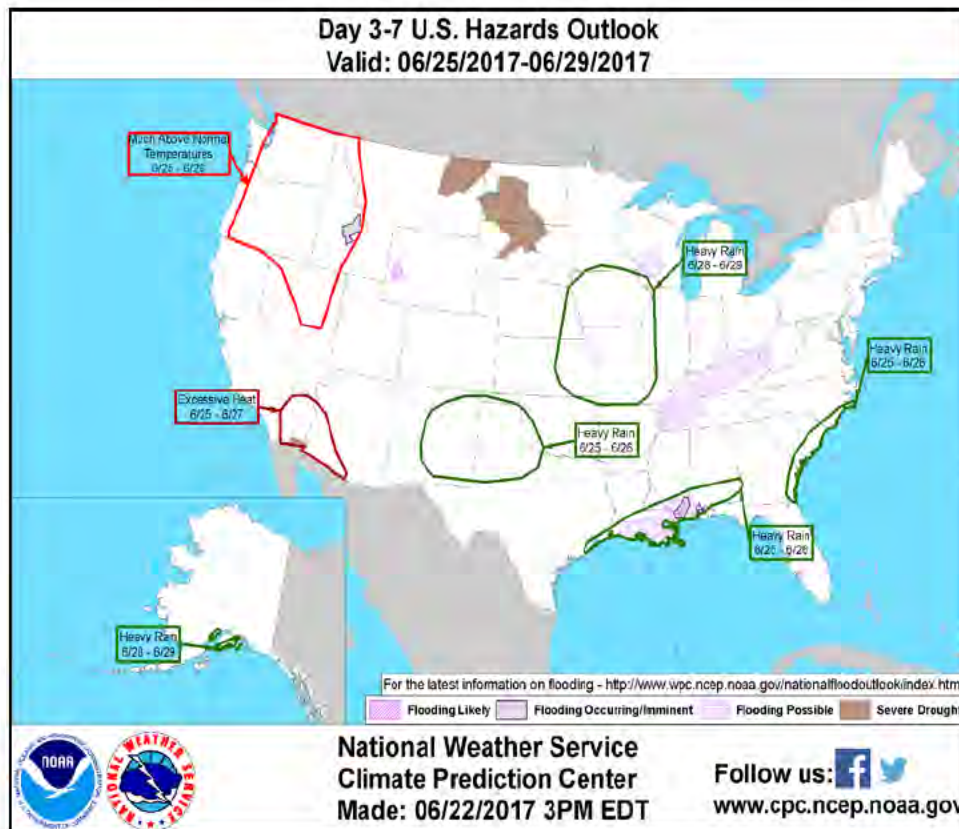 Day 3-7 U.S. Hazards Outlook
Valid: 06/25/2017-06/29/2017
Much Above Normal
Temperatures
Heavy Rain
6/28 - 6/29
Heavy Rain
6/25 - 6/26
Excessive Heat
6/25 - 6/27
Heavy Rain
6/25 - 6/26
Heavy Rain
6/25 - 6/26
Heavy Rain
6/28 - 6/29
For the latest information on flooding - http://www.wpc.ncep.noaa.gov/nationalfloodoutlook/index.htm
Flooding Likely
Flooding Occurring/Imminent
Flooding Possible
Severe Drought
NOAA
NATIONAL WEATHER SERVICE
National Weather Service
Climate Prediction Center
Made: 06/22/2017 3PM EDT
Follow us:
www.cpc.ncep.noaa.gov